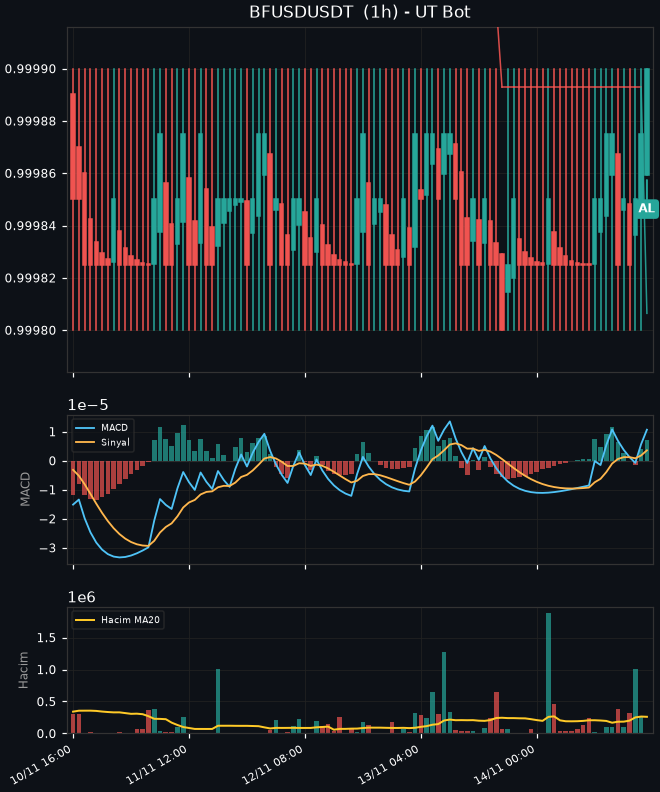 BFUSDUSDT  (1h) - UT Bot
0.99990
0.99988
0.99986
0.99984
0.99982
0.99980
AL
1e−5
MACD
Sinyal
1
0
−1
−2
−3
MACD
1e6
Hacim MA20
1.5
1.0
0.5
0.0
Hacim
10/11 16:00
11/11 12:00
12/11 08:00
13/11 04:00
14/11 00:00